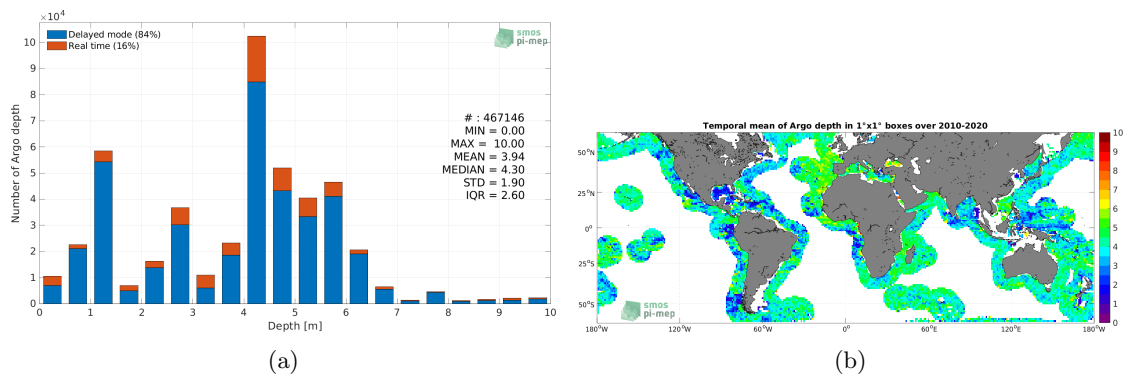 ×10⁴
Delayed mode (84%)
Real time (16%)
smos
pi-mep
10
9
8
7
6
5
4
3
2
1
0
Number of Argo depth
# : 467146
MIN = 0.00
MAX = 10.00
MEAN = 3.94
MEDIAN = 4.30
STD = 1.90
IQR = 2.60
0 1 2 3 4 5 6 7 8 9 10
Depth [m]
(a)
Temporal mean of Argo depth in 1°x1° boxes over 2010-2020
50°N
25°N
0°
25°S
50°S
180°W 120°W 60°W 0° 60°E 120°E 180°W
smos
pi-mep
10
9
8
7
6
5
4
3
2
1
0
(b)